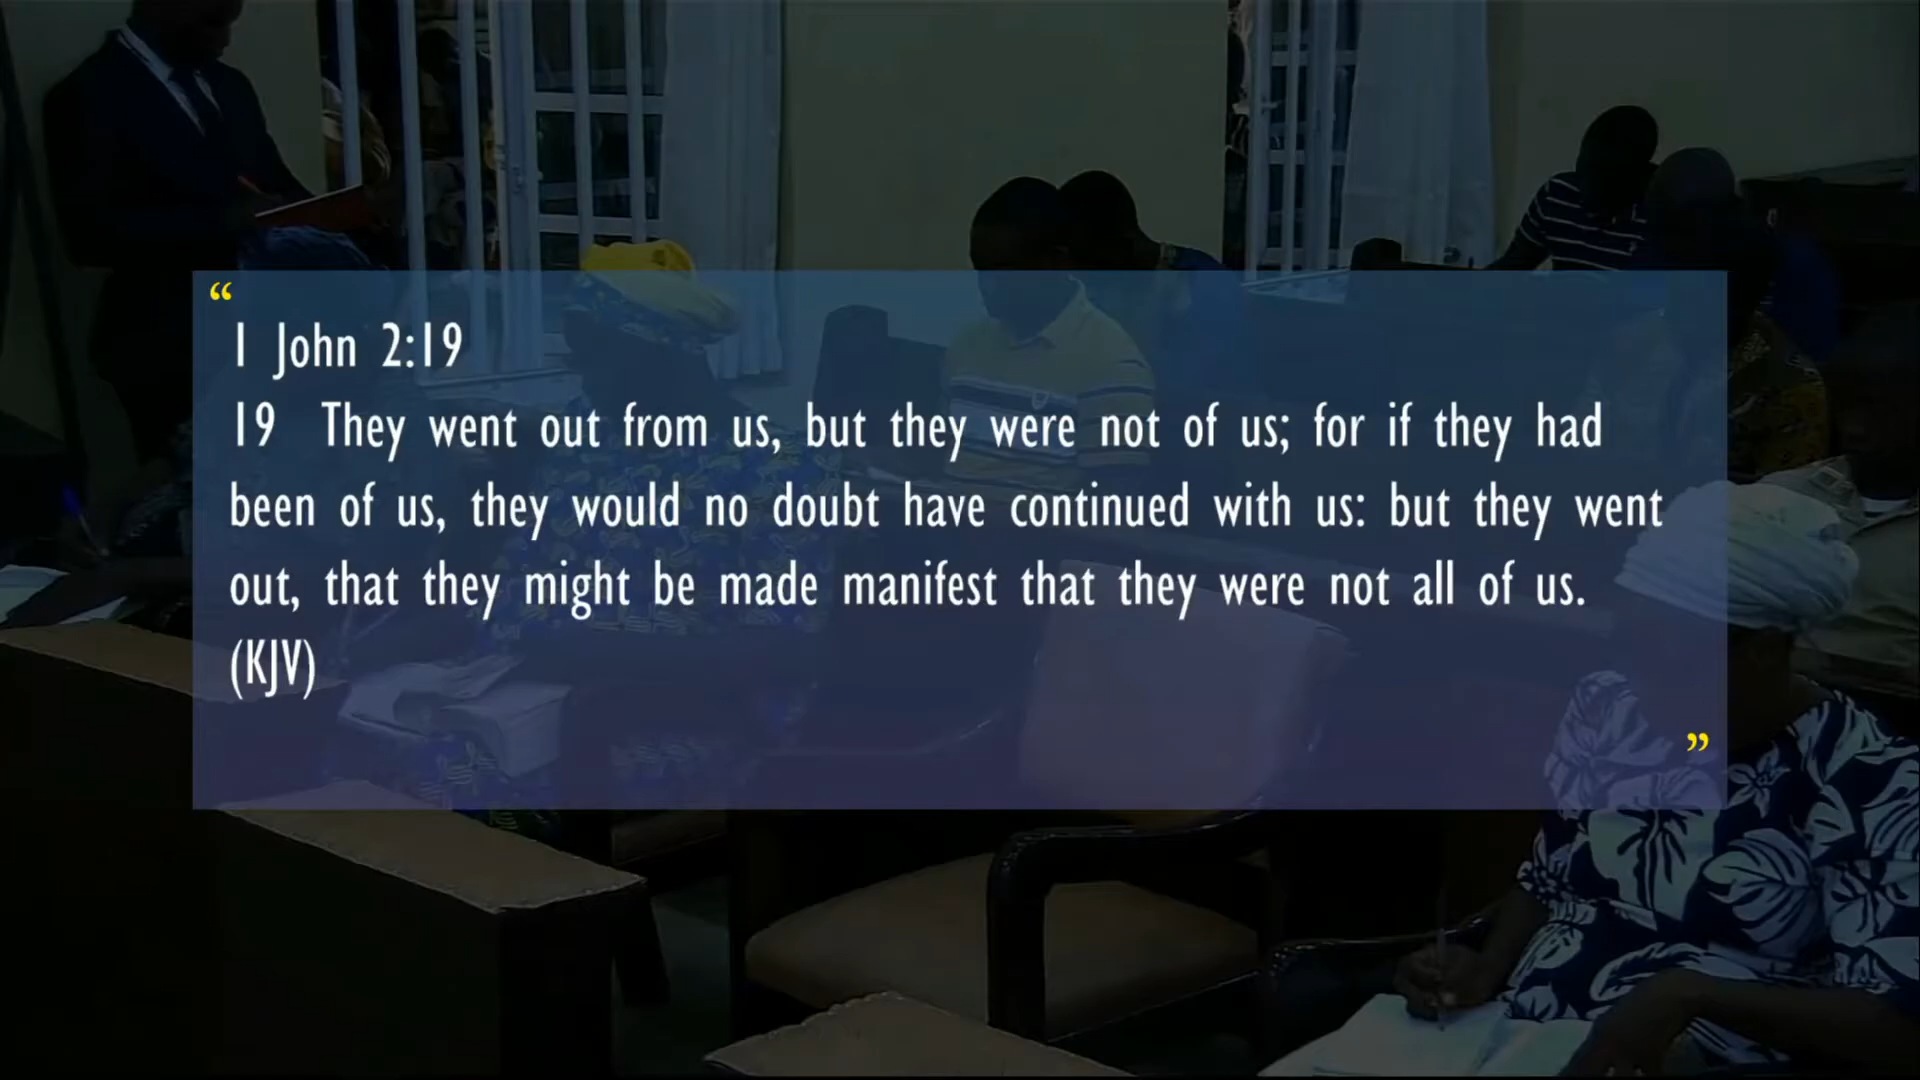 “
1 John 2:19
19 They went out from us, but they were not of us; for if they had
been of us, they would no doubt have continued with us: but they went
out, that they might be made manifest that they were not all of us.
(KJV)
”